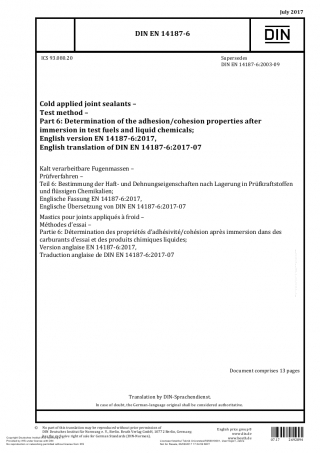 July 2017
DIN EN 14187-6
DIN
ICS 93.080.20
Supersedes
DIN EN 14187-6:2003-09
Cold applied joint sealants –
Test method –
Part 6: Determination of the adhesion/cohesion properties after
immersion in test fuels and liquid chemicals;
English version EN 14187-6:2017,
English translation of DIN EN 14187-6:2017-07
Kalt verarbeitbare Fugenmassen –
Prüfverfahren –
Teil 6: Bestimmung der Haft- und Dehnungseigenschaften nach Lagerung in Prüfkraftstoffen
und flüssigen Chemikalien;
Englische Fassung EN 14187-6:2017,
Englische Übersetzung von DIN EN 14187-6:2017-07
Mastics pour joints appliqués à froid –
Méthodes d'essai –
Partie 6: Détermination des propriétés d'adhésivité/cohésion après immersion dans des
carburants d'essai et des produits chimiques liquides;
Version anglaise EN 14187-6:2017,
Traduction anglaise de DIN EN 14187-6:2017-07
Document comprises 13 pages
Translation by DIN-Sprachendienst.
In case of doubt, the German-language original shall be considered authoritative.